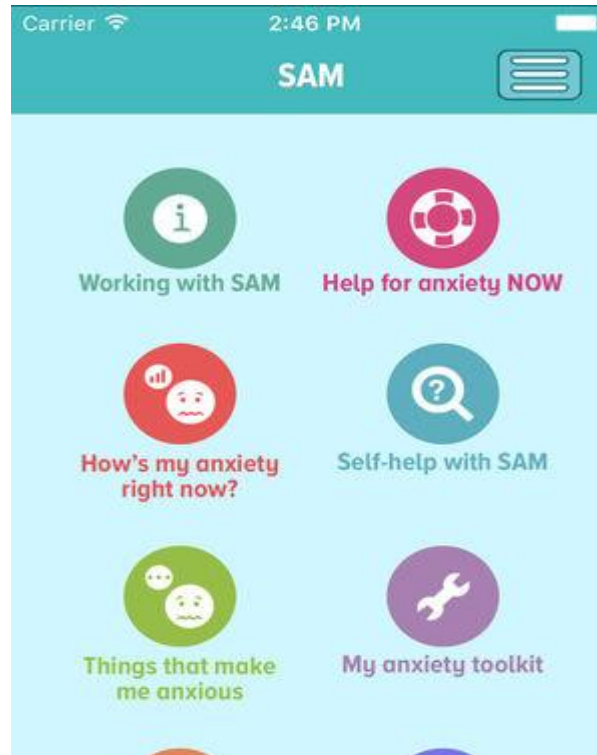 Carrier 2:46 PM
SAM
i
Working with SAM
Help for anxiety NOW
?
How's my anxiety
right now?
Self-help with SAM
Things that make
me anxious
My anxiety toolkit